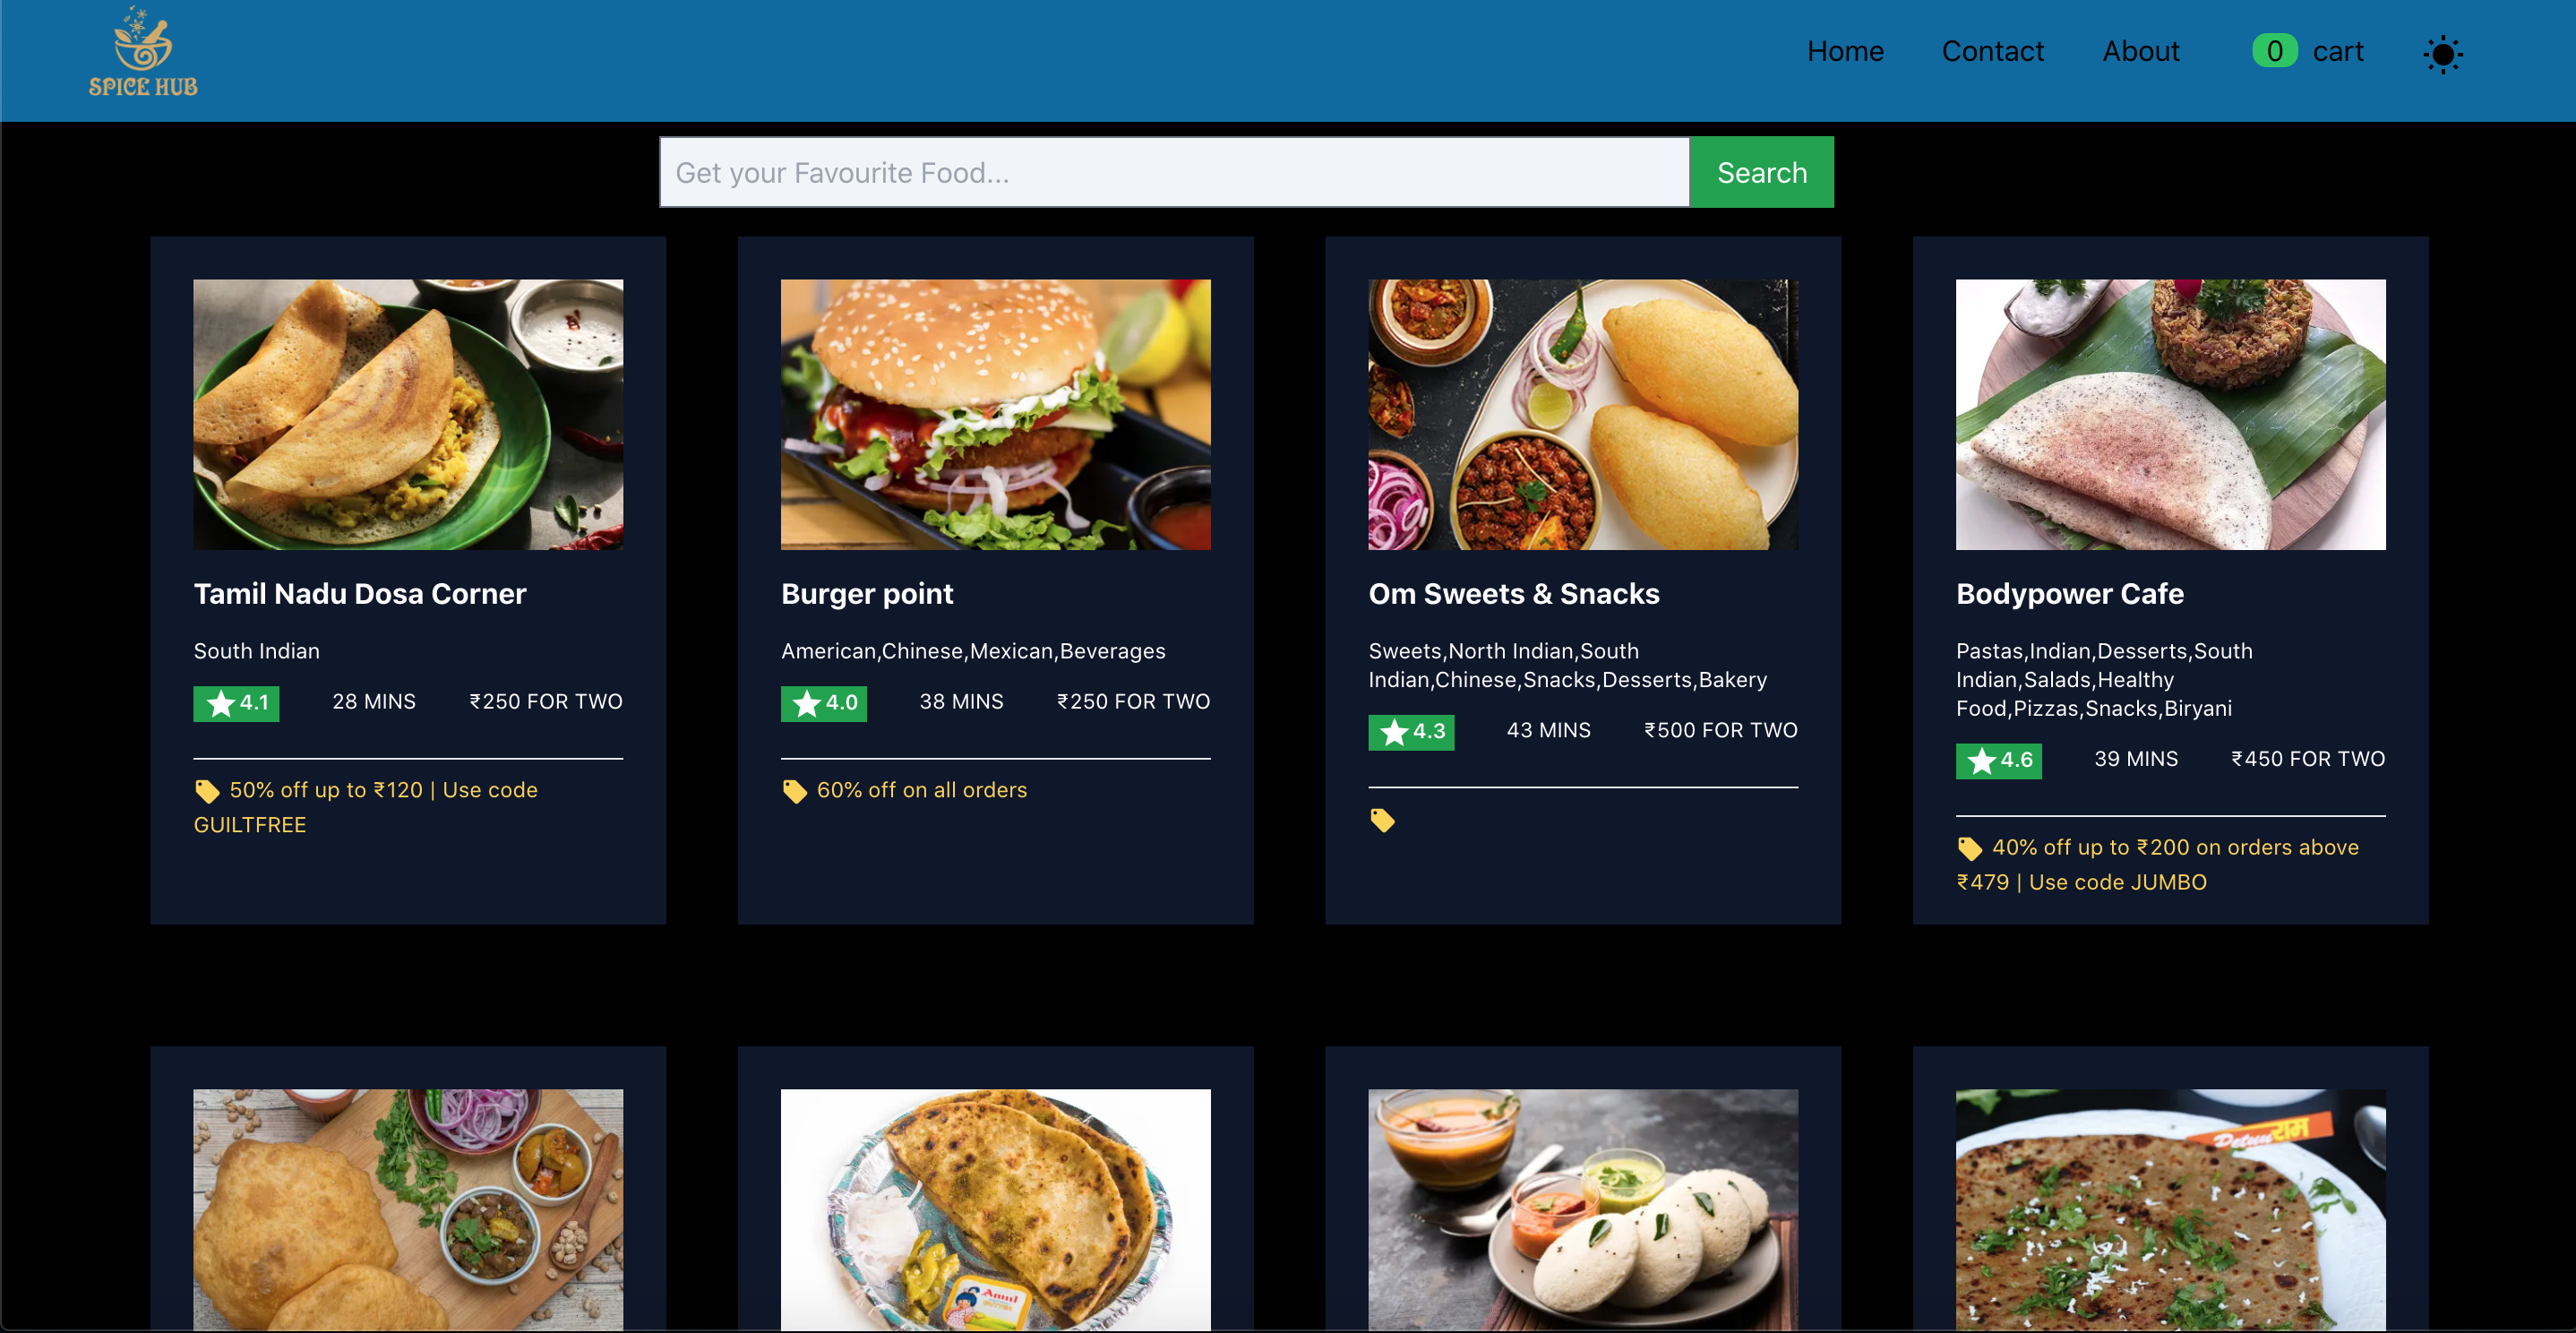 SPICE HUB
Home
Contact
About
0 cart
Get your Favourite Food...
Search
Tamil Nadu Dosa Corner
South Indian
4.1
28 MINS
₹250 FOR TWO
50% off up to ₹120 | Use code
GUILTFREE
Burger point
American,Chinese,Mexican,Beverages
4.0
38 MINS
₹250 FOR TWO
60% off on all orders
Om Sweets & Snacks
Sweets,North Indian,South
Indian,Chinese,Snacks,Desserts,Bakery
4.3
43 MINS
₹500 FOR TWO
Bodypower Cafe
Pastas,Indian,Desserts,South
Indian,Salads,Healthy
Food,Pizzas,Snacks,Biryani
4.6
39 MINS
₹450 FOR TWO
40% off up to ₹200 on orders above
₹479 | Use code JUMBO
Amul
राम